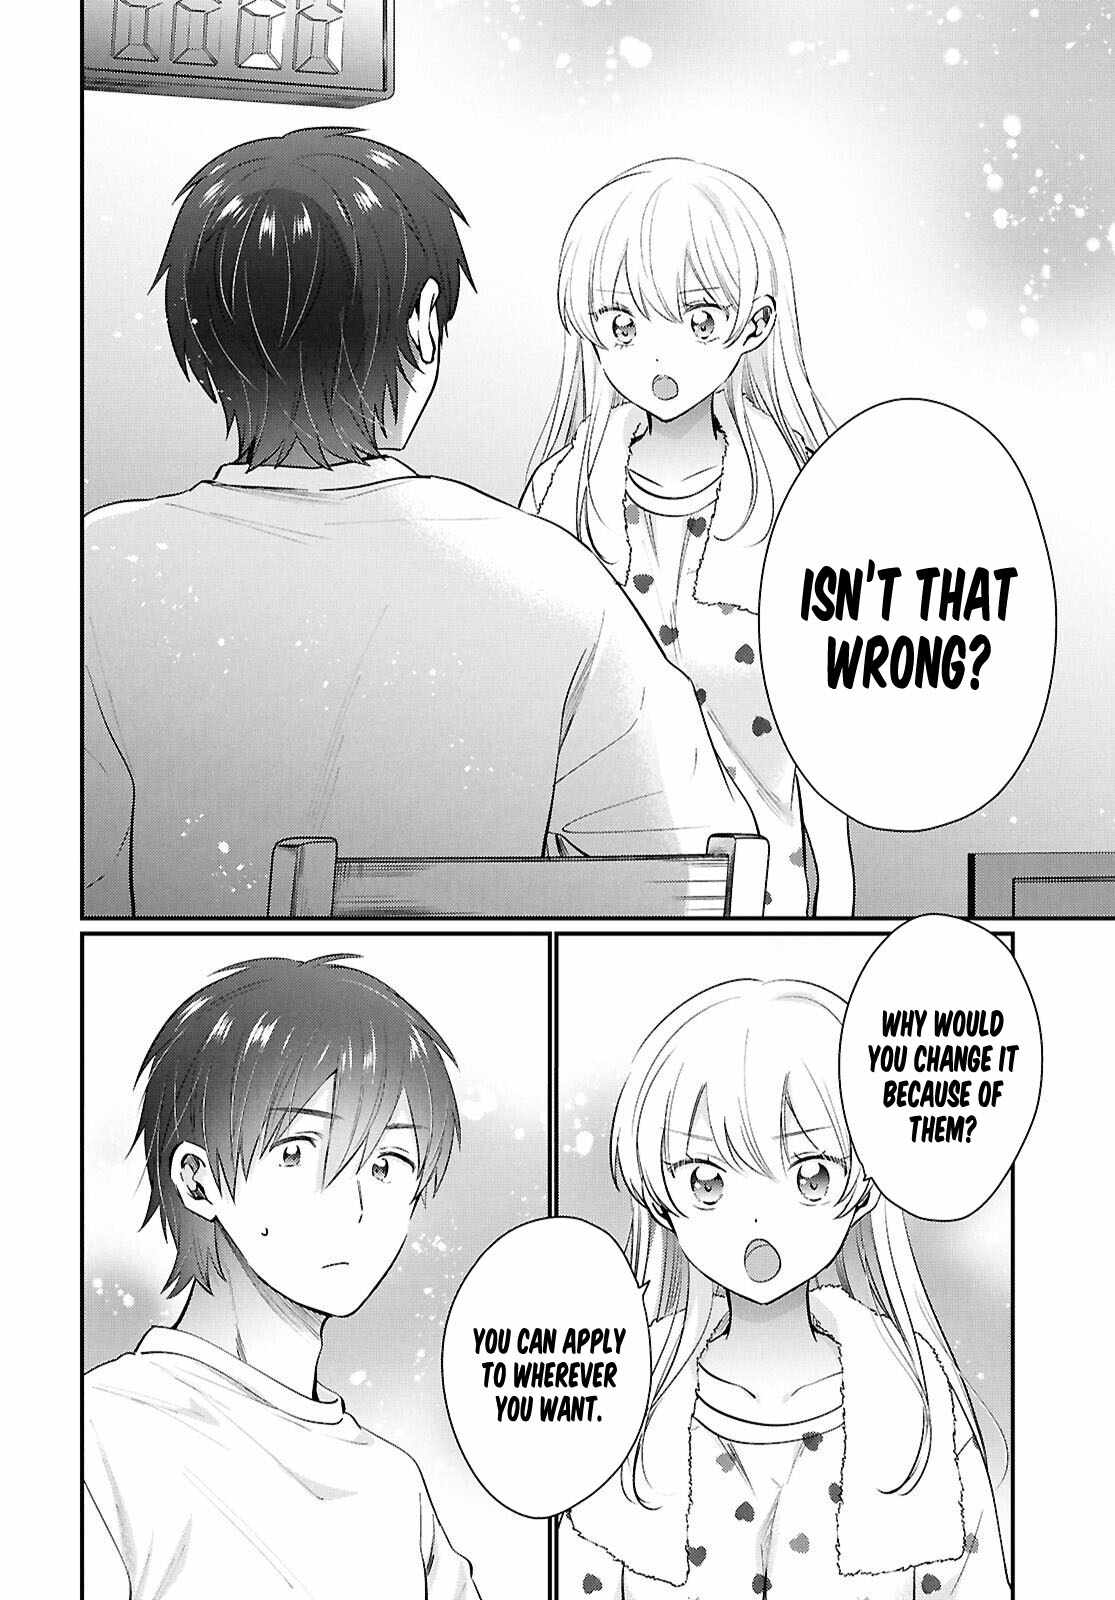 ISN'T THAT
WRONG?
WHY WOULD
YOU CHANGE IT
BECAUSE OF
THEM?
YOU CAN APPLY
TO WHEREVER
YOU WANT.